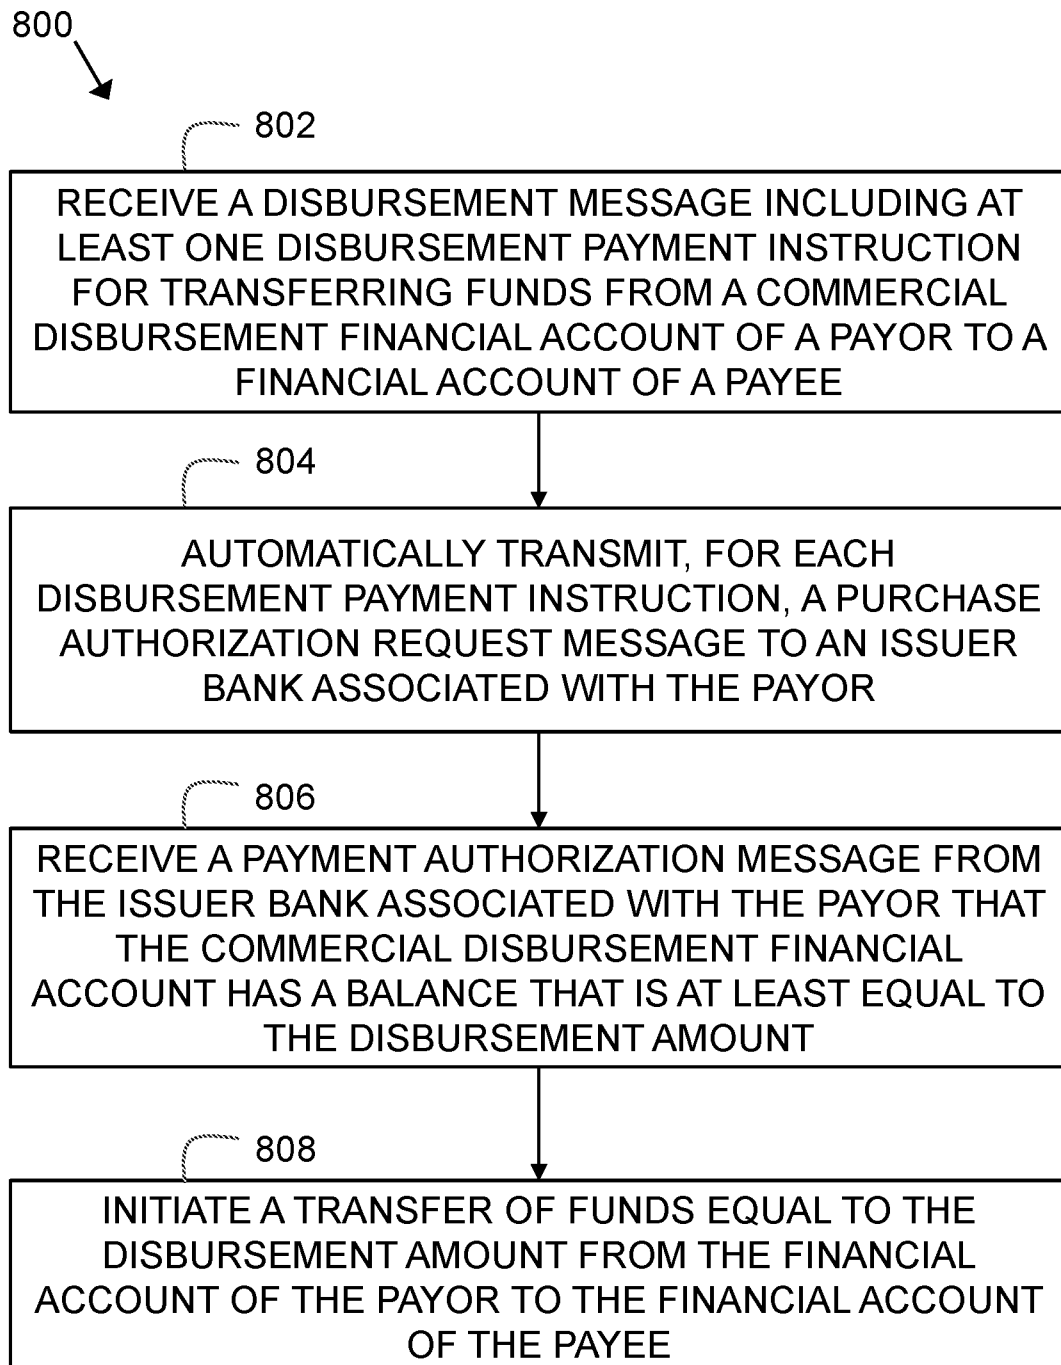 800
802
RECEIVE A DISBURSEMENT MESSAGE INCLUDING AT
LEAST ONE DISBURSEMENT PAYMENT INSTRUCTION
FOR TRANSFERRING FUNDS FROM A COMMERCIAL
DISBURSEMENT FINANCIAL ACCOUNT OF A PAYOR TO A
FINANCIAL ACCOUNT OF A PAYEE
804
AUTOMATICALLY TRANSMIT, FOR EACH
DISBURSEMENT PAYMENT INSTRUCTION, A PURCHASE
AUTHORIZATION REQUEST MESSAGE TO AN ISSUER
BANK ASSOCIATED WITH THE PAYOR
806
RECEIVE A PAYMENT AUTHORIZATION MESSAGE FROM
THE ISSUER BANK ASSOCIATED WITH THE PAYOR THAT
THE COMMERCIAL DISBURSEMENT FINANCIAL
ACCOUNT HAS A BALANCE THAT IS AT LEAST EQUAL TO
THE DISBURSEMENT AMOUNT
808
INITIATE A TRANSFER OF FUNDS EQUAL TO THE
DISBURSEMENT AMOUNT FROM THE FINANCIAL
ACCOUNT OF THE PAYOR TO THE FINANCIAL ACCOUNT
OF THE PAYEE